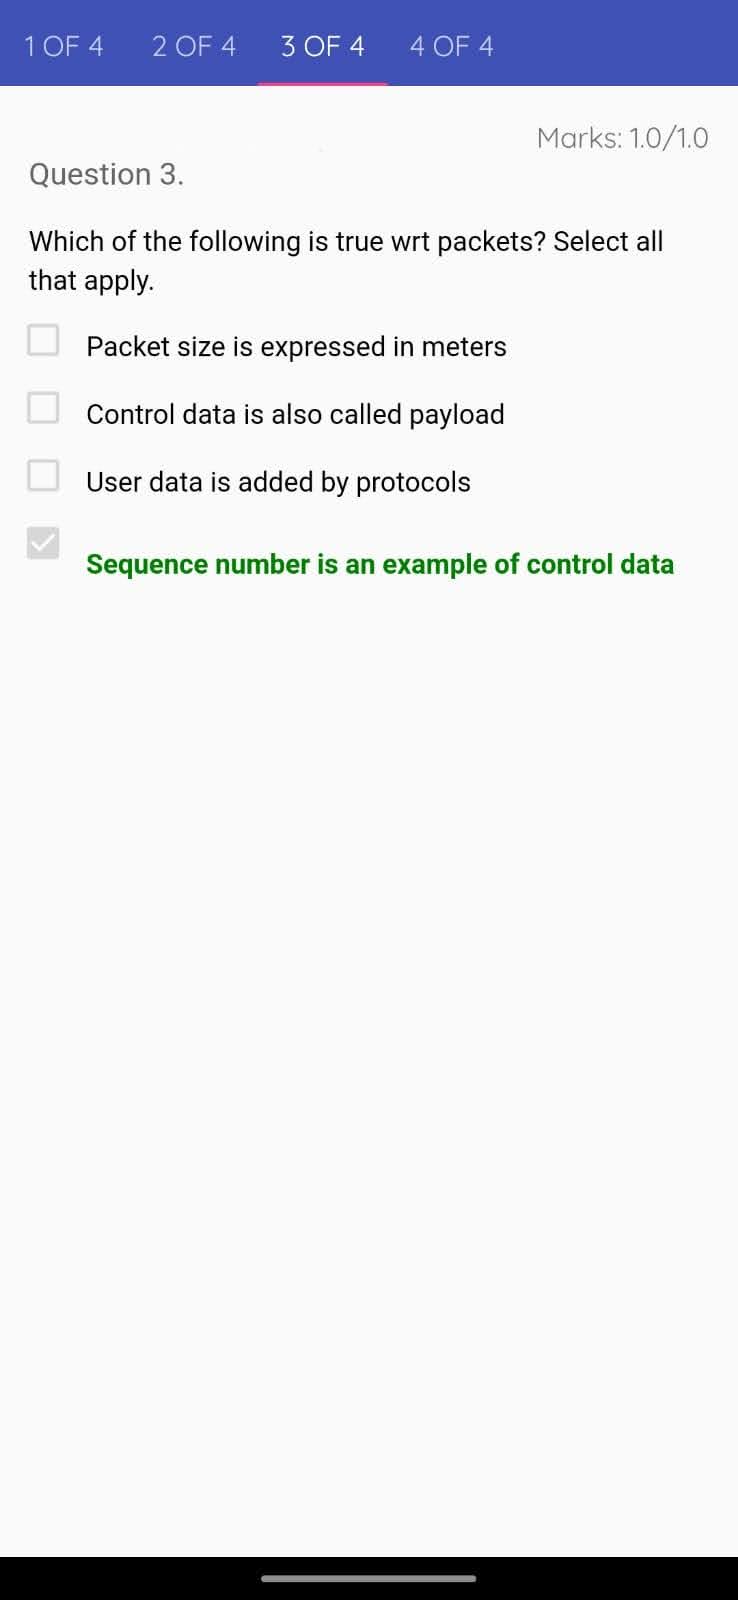 1 OF 4 2 OF 4 3 OF 4 4 OF 4
Marks: 1.0/1.0
Question 3.
Which of the following is true wrt packets? Select all
that apply.
Packet size is expressed in meters
Control data is also called payload
User data is added by protocols
Sequence number is an example of control data